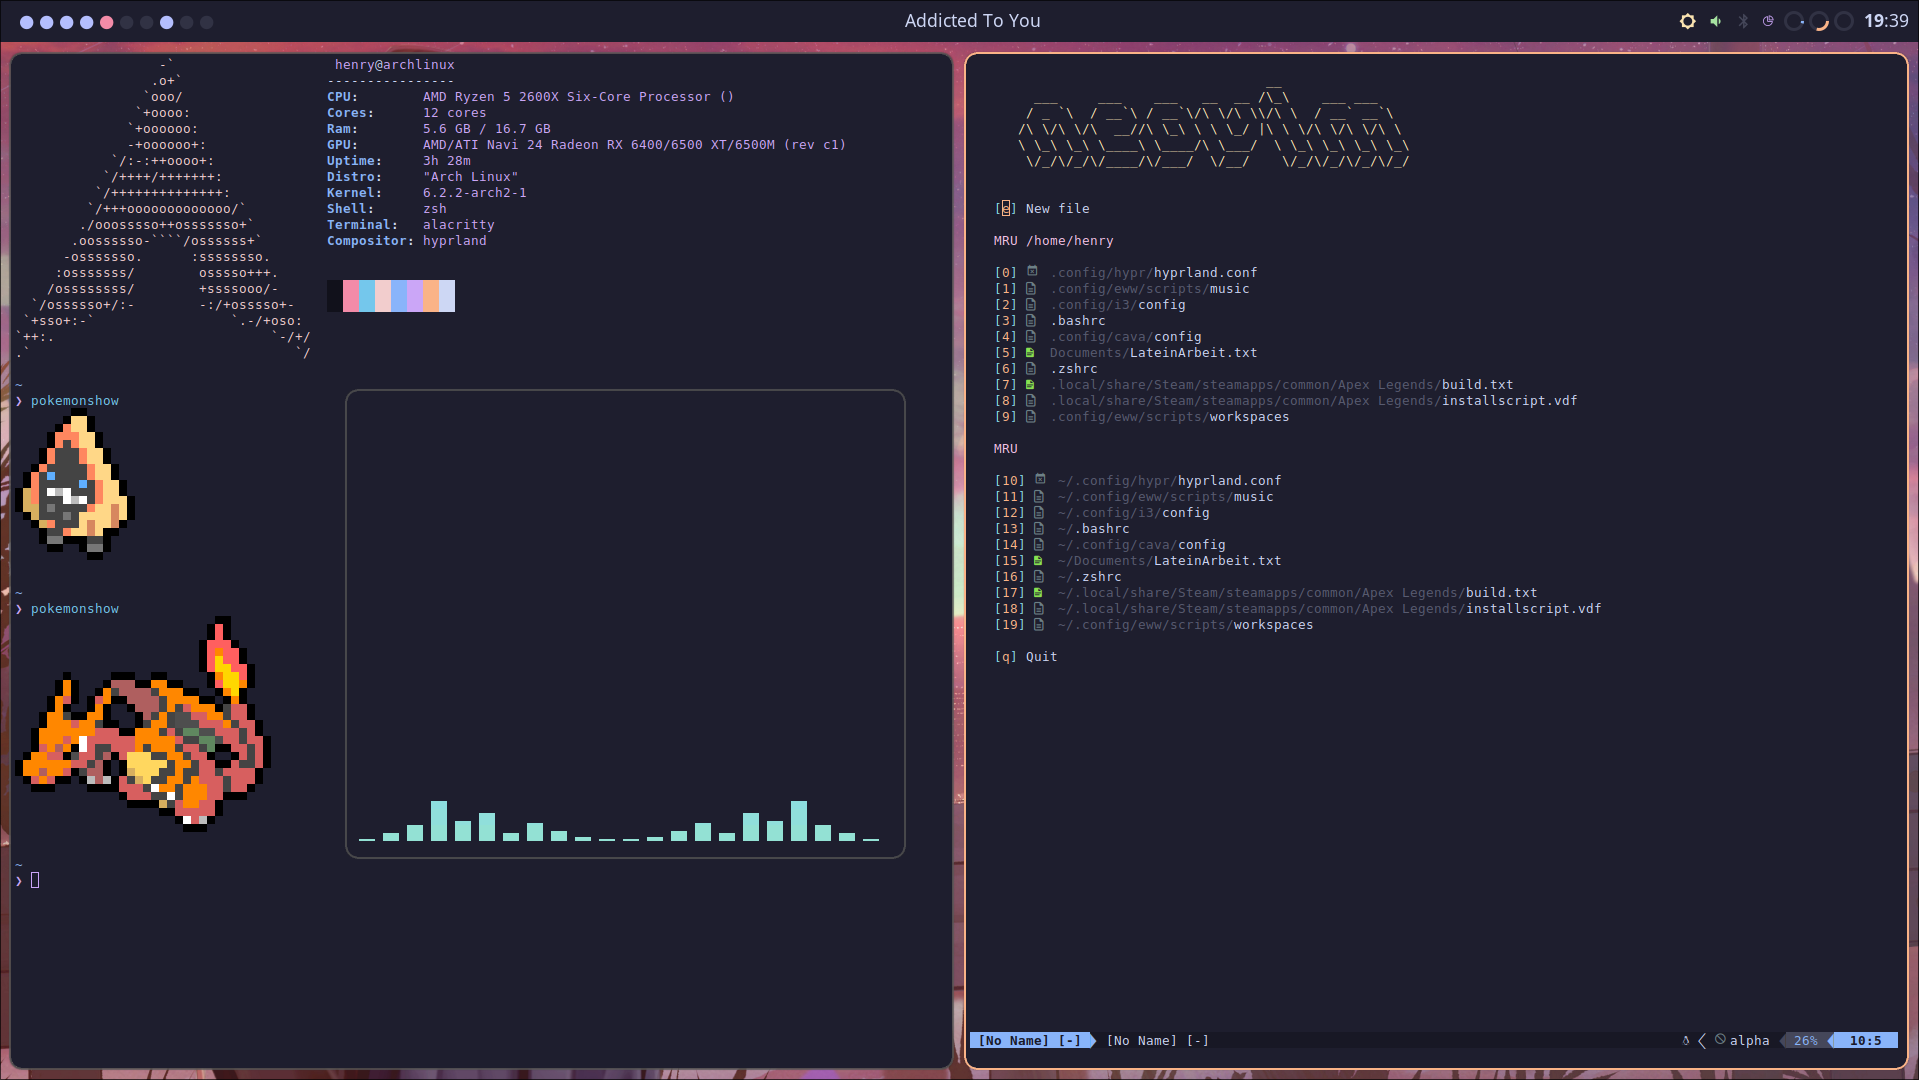 Addicted To You
19:39
henry@archlinux
----------------
CPU: AMD Ryzen 5 2600X Six-Core Processor ()
Cores: 12 cores
Ram: 5.6 GB / 16.7 GB
GPU: AMD/ATI Navi 24 Radeon RX 6400/6500 XT/6500M (rev c1)
Uptime: 3h 28m
Distro: "Arch Linux"
Kernel: 6.2.2-arch2-1
Shell: zsh
Terminal: alacritty
Compositor: hyprland
~
❯ pokemonshow
~
❯ pokemonshow
~
❯
neovim
[e] New file
MRU /home/henry
[0] .config/hypr/hyprland.conf
[1] .config/eww/scripts/music
[2] .config/i3/config
[3] .bashrc
[4] .config/cava/config
[5] Documents/LateinArbeit.txt
[6] .zshrc
[7] .local/share/Steam/steamapps/common/Apex Legends/build.txt
[8] .local/share/Steam/steamapps/common/Apex Legends/installscript.vdf
[9] .config/eww/scripts/workspaces
MRU
[10] ~/.config/hypr/hyprland.conf
[11] ~/.config/eww/scripts/music
[12] ~/.config/i3/config
[13] ~/.bashrc
[14] ~/.config/cava/config
[15] ~/Documents/LateinArbeit.txt
[16] ~/.zshrc
[17] ~/.local/share/Steam/steamapps/common/Apex Legends/build.txt
[18] ~/.local/share/Steam/steamapps/common/Apex Legends/installscript.vdf
[19] ~/.config/eww/scripts/workspaces
[q] Quit
[No Name] [-] [No Name] [-] alpha 26% 10:5